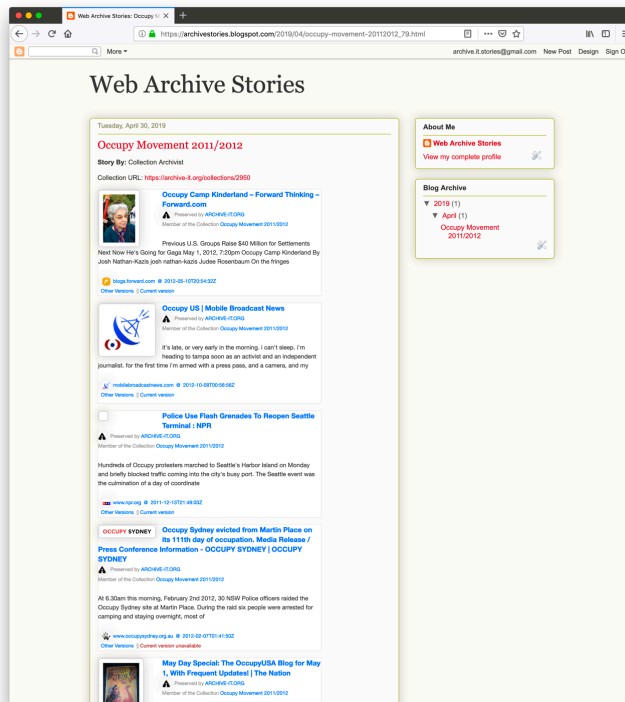 Web Archive Stories: Occupy M
https://archivestories.blogspot.com/2019/04/occupy-movement-20112012_79.html
More
archive.it.stories@gmail.com New Post Design Sign O
Web Archive Stories
Tuesday, April 30, 2019
Occupy Movement 2011/2012
Story By: Collection Archivist
Collection URL: https://archive-it.org/collections/2950
Occupy Camp Kinderland – Forward Thinking –
Forward.com
Preserved by ARCHIVE-IT.ORG
Member of the Collection Occupy Movement 2011/2012
Previous U.S. Groups Raise $40 Million for Settlements
Next Now He's Going for Gaga May 1, 2012, 7:20pm Occupy Camp Kinderland By
Josh Nathan-Kazis josh nathan-kazis Judee Rosenbaum On the fringes
blogs.forward.com @ 2012-05-10T20:54:32Z
Other Versions || Current version
Occupy US | Mobile Broadcast News
Preserved by ARCHIVE-IT.ORG
Member of the Collection Occupy Movement 2011/2012
it's late, or very early in the morning. i can't sleep. i'm
heading to tampa soon as an activist and an independent
journalist. for the first time i'm armed with a press pass, and a camera, and my
mobilebroadcastnews.com @ 2012-10-09T00:56:56Z
Other Versions || Current version
Police Use Flash Grenades To Reopen Seattle
Terminal : NPR
Preserved by ARCHIVE-IT.ORG
Member of the Collection Occupy Movement 2011/2012
Hundreds of Occupy protesters marched to Seattle's Harbor Island on Monday
and briefly blocked traffic coming into the city's busy port. The Seattle event was
the culmination of a day of coordinate
www.npr.org @ 2011-12-13T21:49:03Z
Other Versions || Current version
OCCUPY SYDNEY
Occupy Sydney evicted from Martin Place on
its 111th day of occupation. Media Release /
Press Conference Information - OCCUPY SYDNEY | OCCUPY
SYDNEY
Preserved by ARCHIVE-IT.ORG
Member of the Collection Occupy Movement 2011/2012
At 6.30am this morning, February 2nd 2012, 30 NSW Police officers raided the
Occupy Sydney site at Martin Place. During the raid six people were arrested for
camping and staying overnight, most of
www.occupysydney.org.au @ 2012-02-07T01:41:50Z
Other Versions || Current version unavailable
May Day Special: The OccupyUSA Blog for May
1, With Frequent Updates! | The Nation
Preserved by ARCHIVE-IT.ORG
Member of the Collection Occupy Movement 2011/2012
About Me
Web Archive Stories
View my complete profile
Blog Archive
▼ 2019 (1)
▼ April (1)
Occupy Movement
2011/2012